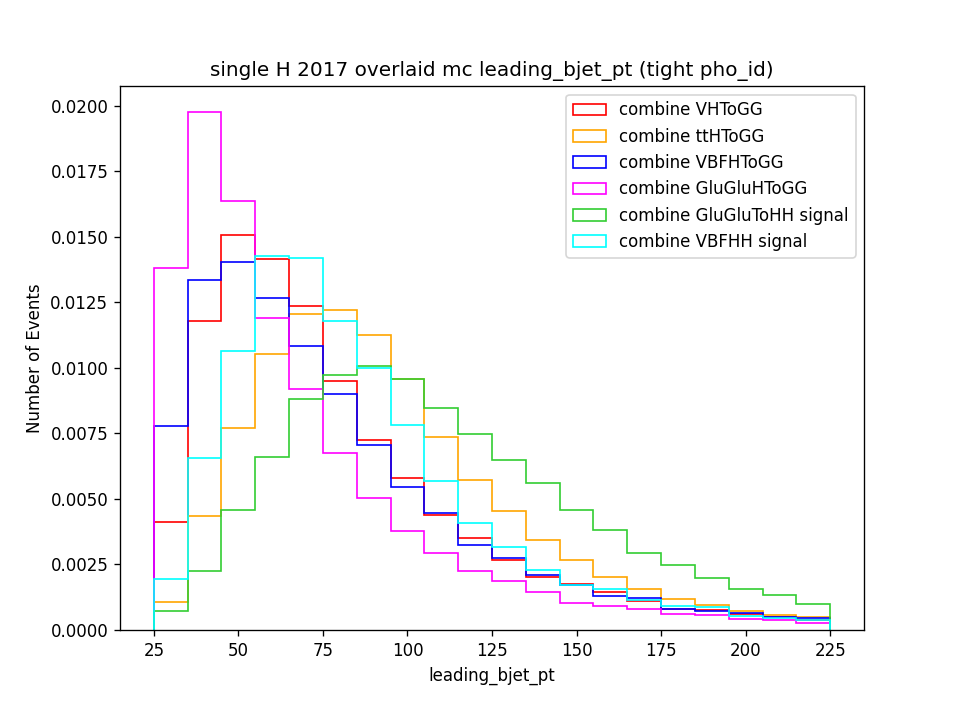 single H 2017 overlaid mc leading_bjet_pt (tight pho_id)
combine VHToGG
combine ttHToGG
combine VBFHToGG
combine GluGluHToGG
combine GluGluToHH signal
combine VBFHH signal
Number of Events
0.0200
0.0175
0.0150
0.0125
0.0100
0.0075
0.0050
0.0025
0.0000
25 50 75 100 125 150 175 200 225
leading_bjet_pt